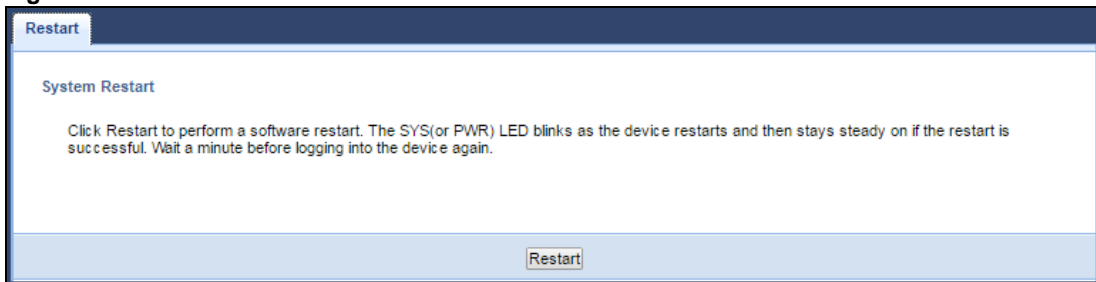 Restart
System Restart
Click Restart to perform a software restart. The SYS(or PWR) LED blinks as the device restarts and then stays steady on if the restart is
successful. Wait a minute before logging into the device again.
Restart